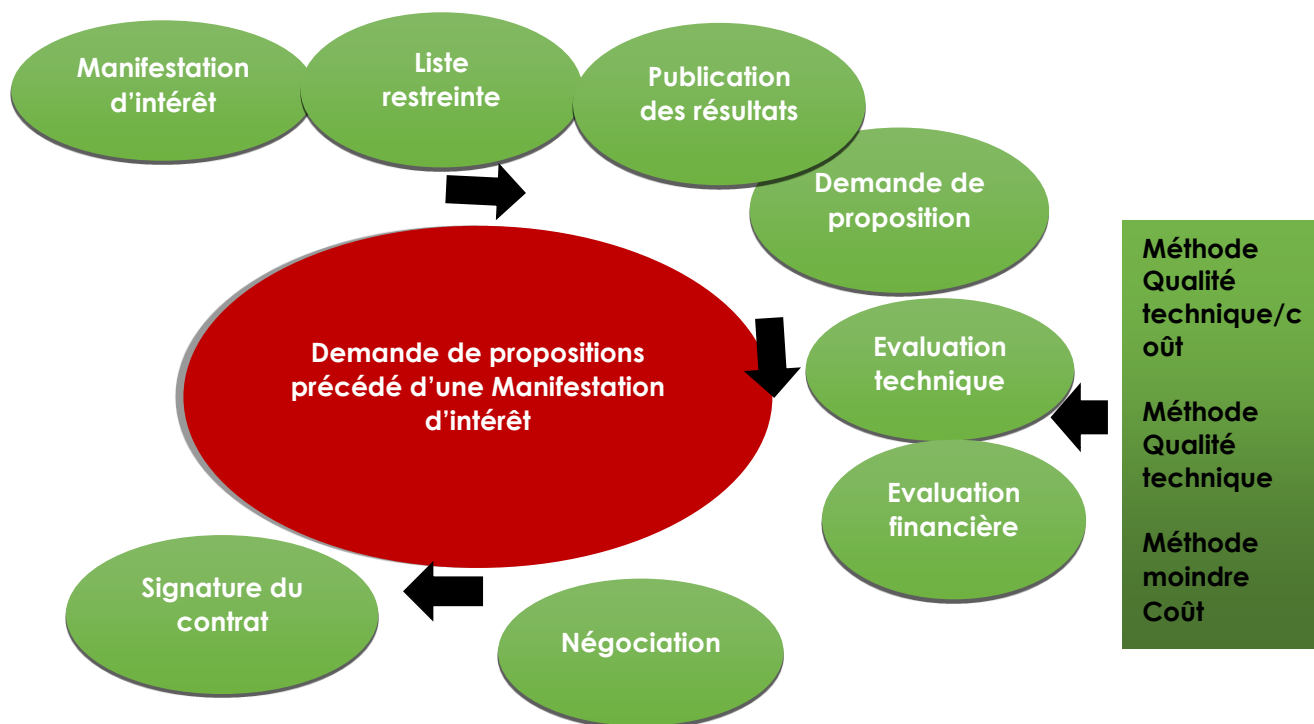 Manifestation
d'intérêt
Liste
restreinte
Publication
des résultats
Demande de
proposition
Demande de propositions
précédé d'une Manifestation
d'intérêt
Evaluation
technique
Evaluation
financière
Méthode
Qualité
technique/c
oût
Méthode
Qualité
technique
Méthode
moindre
Coût
Négociation
Signature du
contrat